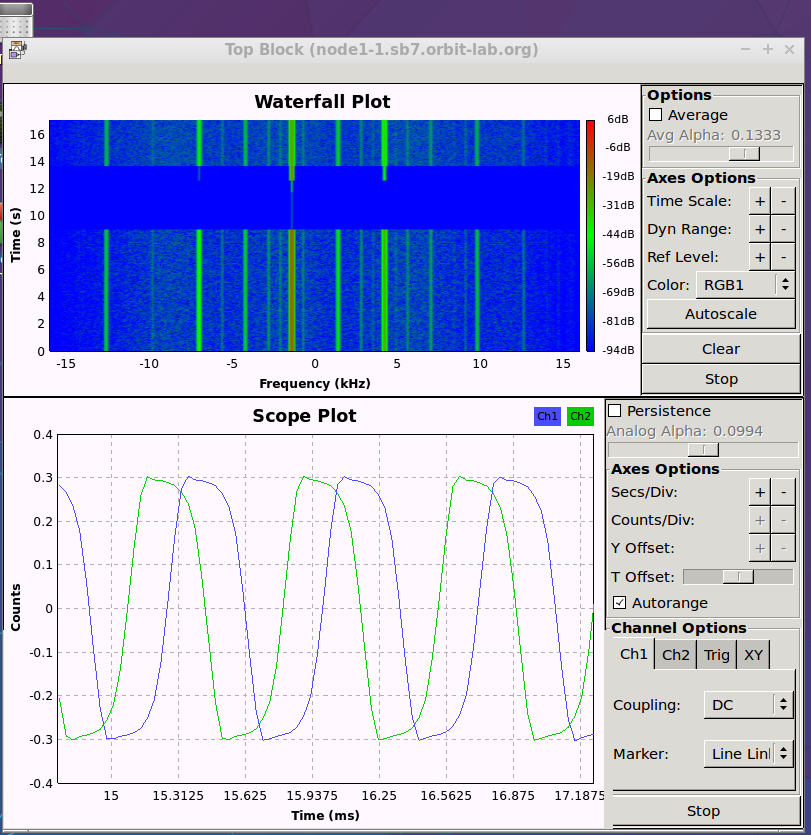 Top Block (node1-1.sb7.orbit-lab.org)
Waterfall Plot
Time (s)
16
14
12
10
8
6
4
2
0
-15 -10 -5 0 5 10 15
Frequency (kHz)
6dB
-6dB
-19dB
-31dB
-44dB
-56dB
-69dB
-81dB
-94dB
Options
Average
Avg Alpha: 0.1333
Axes Options
Time Scale: + -
Dyn Range: + -
Ref Level: + -
Color: RGB1
Autoscale
Clear
Stop
Scope Plot
Ch1 Ch2
Counts
0.4
0.3
0.2
0.1
0
-0.1
-0.2
-0.3
-0.4
15 15.3125 15.625 15.9375 16.25 16.5625 16.875 17.1875
Time (ms)
Persistence
Analog Alpha: 0.0994
Axes Options
Secs/Div: + -
Counts/Div: + -
Y Offset: + -
T Offset:
Autorange
Channel Options
Ch1 Ch2 Trig XY
Coupling: DC
Marker: Line Linl
Stop